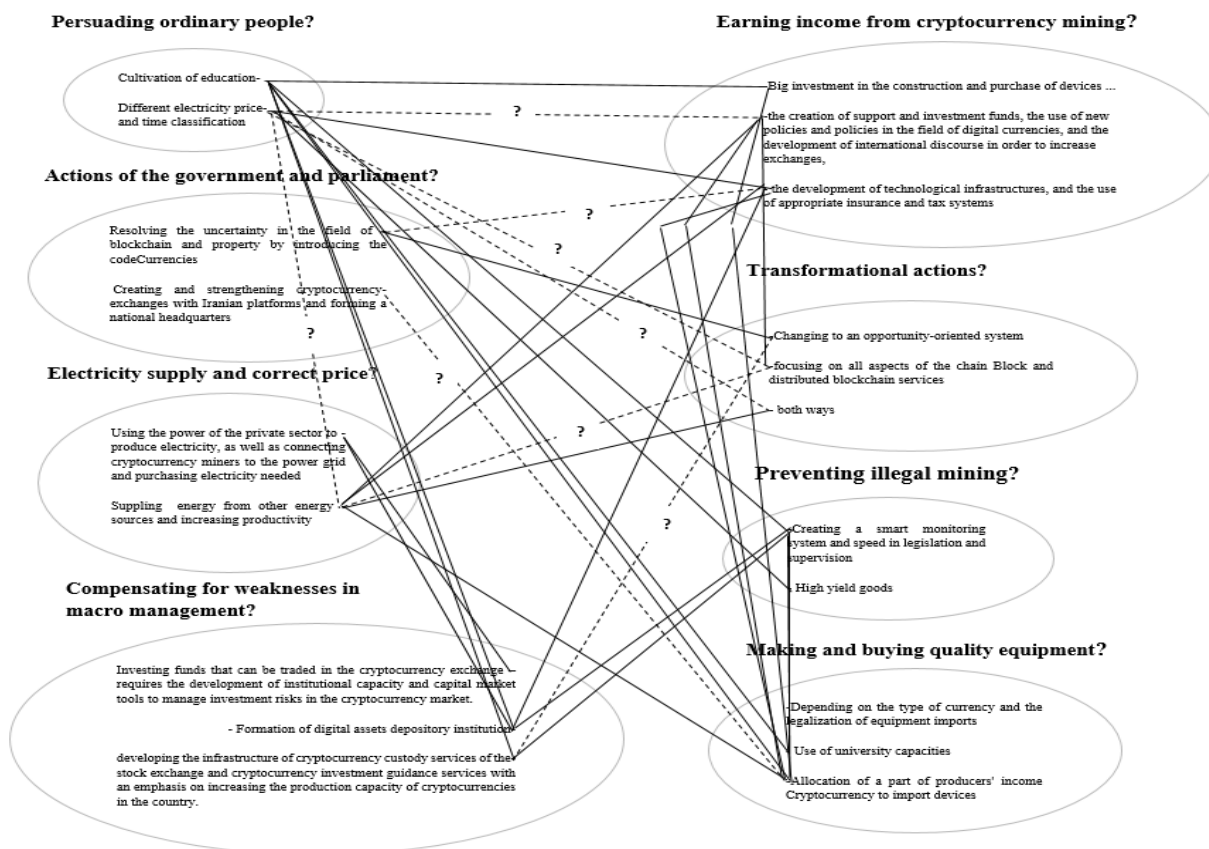 Persuading ordinary people?
Cultivation of education-
Different electricity price-
and time classification
Actions of the government and parliament?
Resolving the uncertainty in the field of
blockchain and property by introducing the
codeCurrencies
Creating and strengthening cryptocurrency-
exchanges with Iranian platforms and forming a
national headquarters
Electricity supply and correct price?
Using the power of the private sector to -
produce electricity, as well as connecting
cryptocurrency miners to the power grid
and purchasing electricity needed
Suppling energy from other energy -
sources and increasing productivity
Compensating for weaknesses in
macro management?
Investing funds that can be traded in the cryptocurrency exchange -
requires the development of institutional capacity and capital market
tools to manage investment risks in the cryptocurrency market.
- Formation of digital assets depository institution
developing the infrastructure of cryptocurrency custody services of the
stock exchange and cryptocurrency investment guidance services with
an emphasis on increasing the production capacity of cryptocurrencies
in the country.
?
?
?
?
?
?
?
?
Earning income from cryptocurrency mining?
Big investment in the construction and purchase of devices ...
-the creation of support and investment funds, the use of new
policies and policies in the field of digital currencies, and the
development of international discourse in order to increase
exchanges,
-the development of technological infrastructures, and the use
of appropriate insurance and tax systems
Transformational actions?
-Changing to an opportunity-oriented system
-focusing on all aspects of the chain Block and
distributed blockchain services
- both ways
Preventing illegal mining?
-Creating a smart monitoring
system and speed in legislation and
supervision
- High yield goods
Making and buying quality equipment?
-Depending on the type of currency and the
legalization of equipment imports
- Use of university capacities
-Allocation of a part of producers' income
Cryptocurrency to import devices